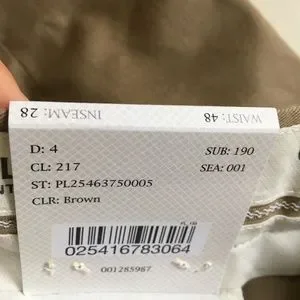 INSEAM: 28
WAIST: 48
D: 4
SUB: 190
CL: 217
SEA: 001
ST: PL25463750005
CLR: Brown
025416783064
001285987